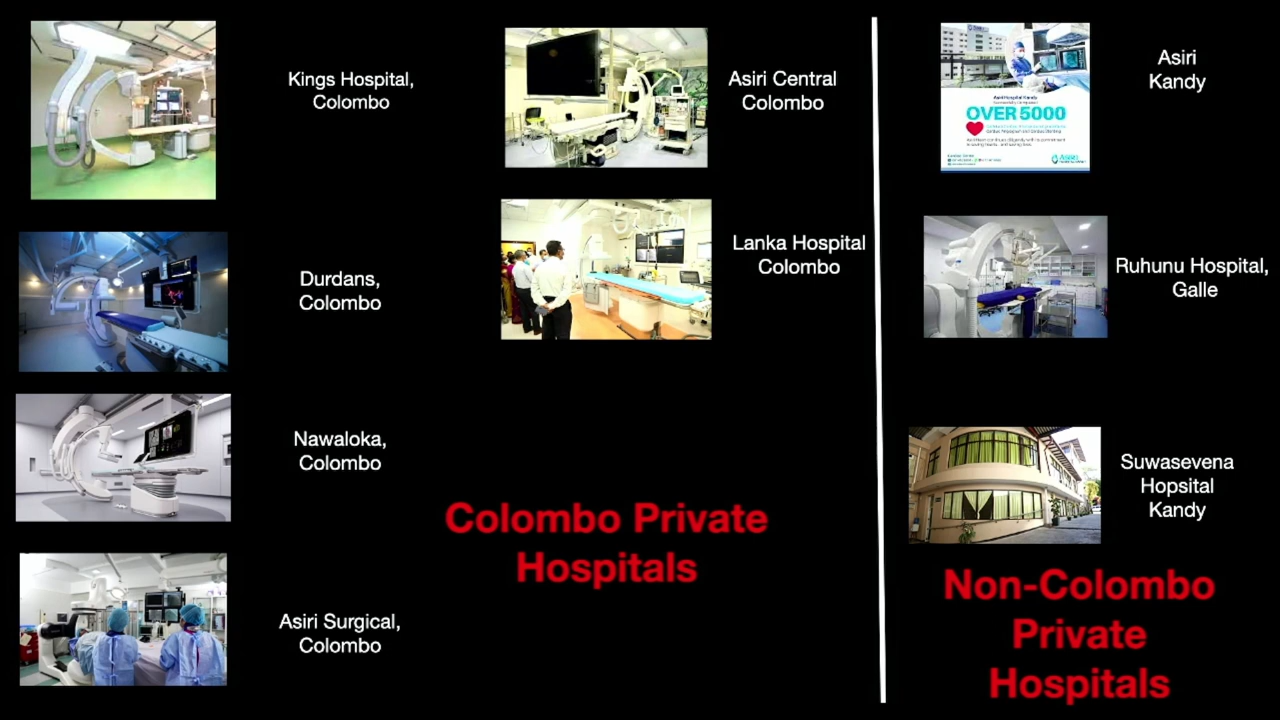 Kings Hospital,
Colombo
Durdans,
Colombo
Nawaloka,
Colombo
Asiri Surgical,
Colombo
Asiri Central
Colombo
Lanka Hospital
Colombo
Colombo Private
Hospitals
Asiri
Kandy
OVER 5000
Ruhunu Hospital,
Galle
Suwasevena
Hopsital
Kandy
Non-Colombo
Private
Hospitals